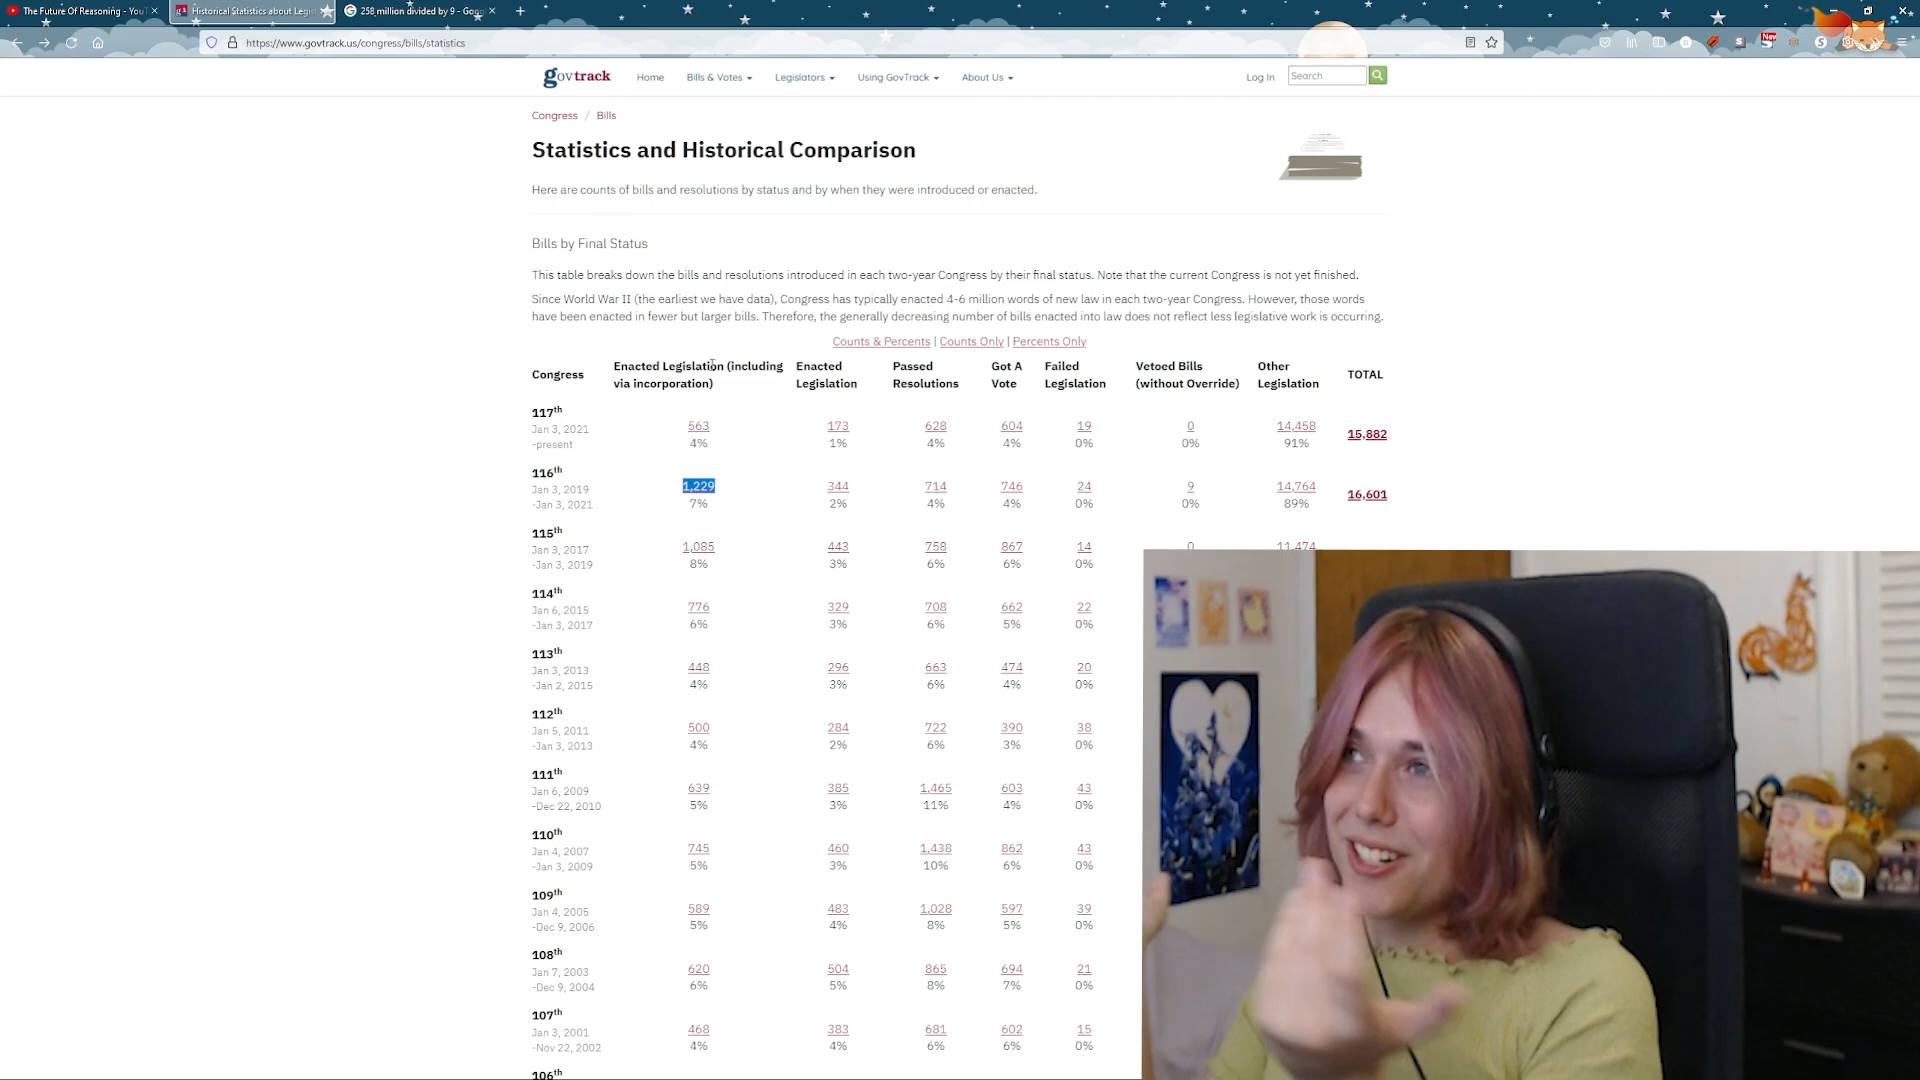 The Future Of Reasoning - YouT
Historical Statistics about Legis
258 million divided by 9 - Goo
https://www.govtrack.us/congress/bills/statistics
New
govtrack
Home
Bills & Votes
Legislators
Using GovTrack
About Us
Log In
Search
Congress / Bills
Statistics and Historical Comparison
Here are counts of bills and resolutions by status and by when they were introduced or enacted.
Bills by Final Status
This table breaks down the bills and resolutions introduced in each two-year Congress by their final status. Note that the current Congress is not yet finished.
Since World War II (the earliest we have data), Congress has typically enacted 4-6 million words of new law in each two-year Congress. However, those words
have been enacted in fewer but larger bills. Therefore, the generally decreasing number of bills enacted into law does not reflect less legislative work is occurring.
Counts & Percents | Counts Only | Percents Only
Congress Enacted Legislation (including via incorporation) Enacted Legislation Passed Resolutions Got A Vote Failed Legislation Vetoed Bills (without Override) Other Legislation TOTAL
117th
Jan 3, 2021 563 173 628 604 19 0 14,458 15,882
-present 4% 1% 4% 4% 0% 0% 91%
116th
Jan 3, 2019 1,229 344 714 746 24 9 14,764 16,601
-Jan 3, 2021 7% 2% 4% 4% 0% 0% 89%
115th
Jan 3, 2017 1,085 443 758 867 14 0 11,474
-Jan 3, 2019 8% 3% 6% 6% 0%
114th
Jan 6, 2015 776 329 708 662 22
-Jan 3, 2017 6% 3% 6% 5% 0%
113th
Jan 3, 2013 448 296 663 474 20
-Jan 2, 2015 4% 3% 6% 4% 0%
112th
Jan 5, 2011 500 284 722 390 38
-Jan 3, 2013 4% 2% 6% 3% 0%
111th
Jan 6, 2009 639 385 1,465 603 43
-Dec 22, 2010 5% 3% 11% 4% 0%
110th
Jan 4, 2007 745 460 1,438 862 43
-Jan 3, 2009 5% 3% 10% 6% 0%
109th
Jan 4, 2005 589 483 1,028 597 39
-Dec 9, 2006 5% 4% 8% 5% 0%
108th
Jan 7, 2003 620 504 865 694 21
-Dec 9, 2004 6% 5% 8% 7% 0%
107th
Jan 3, 2001 468 383 681 602 15
-Nov 22, 2002 4% 4% 6% 6% 0%
106th